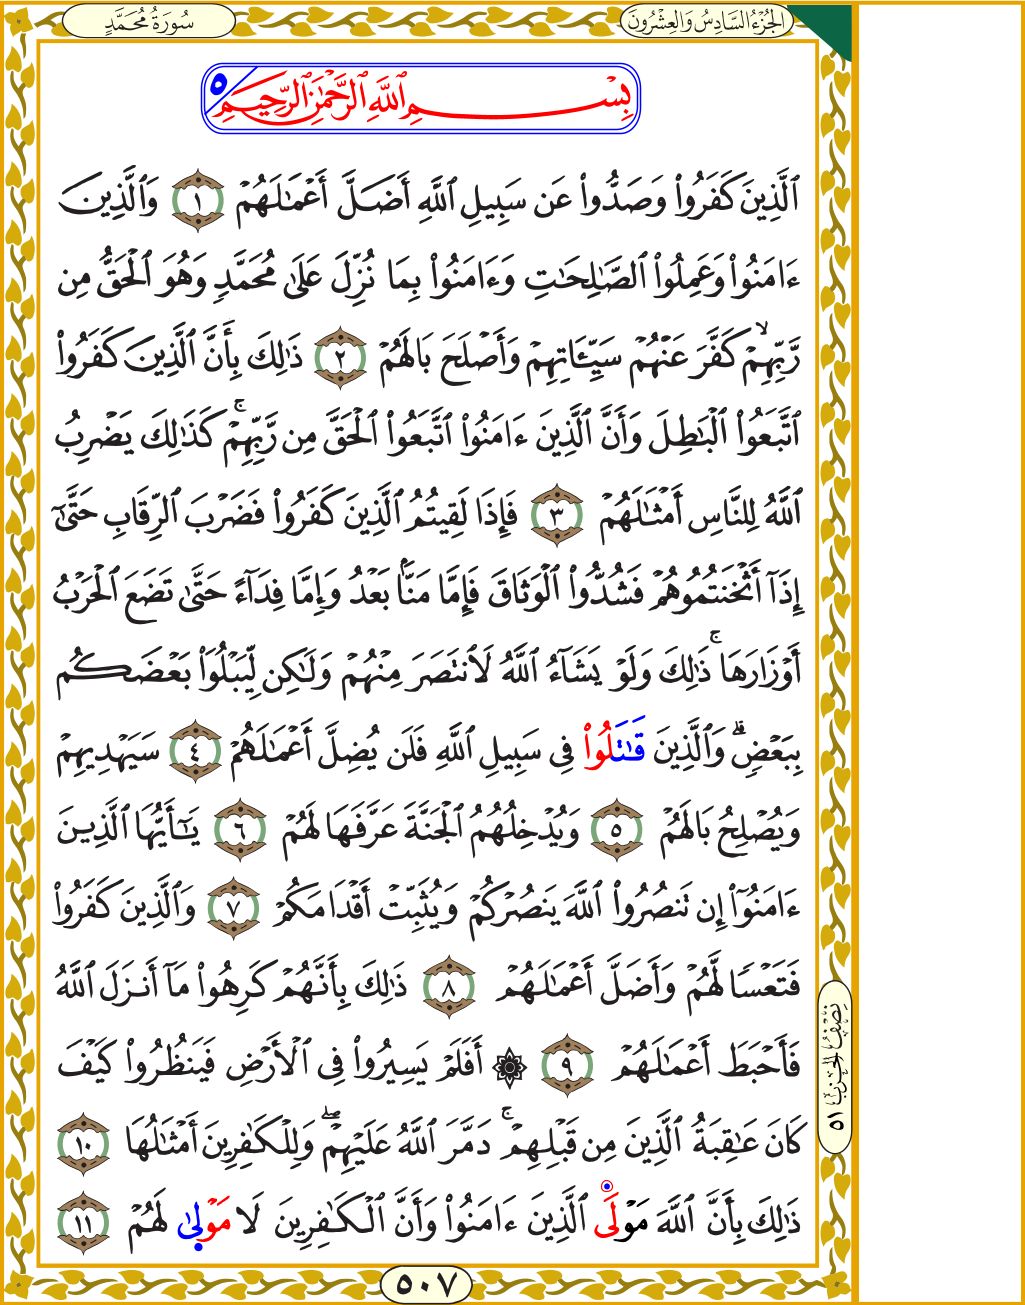 الجُزْءُ السَّادِسُ وَالعِشْرُونَ
سُورَةُ مُحَمَّدٍ
بِسْمِ ٱللَّهِ ٱلرَّحْمَٰنِ ٱلرَّحِيمِ ٥
ٱلَّذِينَ كَفَرُوا۟ وَصَدُّوا۟ عَن سَبِيلِ ٱللَّهِ أَضَلَّ أَعْمَٰلَهُمْ ١ وَٱلَّذِينَ
ءَامَنُوا۟ وَعَمِلُوا۟ ٱلصَّٰلِحَٰتِ وَءَامَنُوا۟ بِمَا نُزِّلَ عَلَىٰ مُحَمَّدٍ وَهُوَ ٱلْحَقُّ مِن
رَّبِّهِمْ ۙ كَفَّرَ عَنْهُمْ سَيِّـَٔاتِهِمْ وَأَصْلَحَ بَالَهُمْ ٢ ذَٰلِكَ بِأَنَّ ٱلَّذِينَ كَفَرُوا۟
ٱتَّبَعُوا۟ ٱلْبَٰطِلَ وَأَنَّ ٱلَّذِينَ ءَامَنُوا۟ ٱتَّبَعُوا۟ ٱلْحَقَّ مِن رَّبِّهِمْ ۚ كَذَٰلِكَ يَضْرِبُ
ٱللَّهُ لِلنَّاسِ أَمْثَٰلَهُمْ ٣ فَإِذَا لَقِيتُمُ ٱلَّذِينَ كَفَرُوا۟ فَضَرْبَ ٱلرِّقَابِ حَتَّىٰٓ
إِذَآ أَثْخَنتُمُوهُمْ فَشُدُّوا۟ ٱلْوَثَاقَ فَإِمَّا مَنًّۢا بَعْدُ وَإِمَّا فِدَآءً حَتَّىٰ تَضَعَ ٱلْحَرْبُ
أَوْزَارَهَا ۚ ذَٰلِكَ وَلَوْ يَشَآءُ ٱللَّهُ لَٱنتَصَرَ مِنْهُمْ وَلَٰكِن لِّيَبْلُوَا۟ بَعْضَكُم
بِبَعْضٍ ۗ وَٱلَّذِينَ قَٰتَلُوا۟ فِى سَبِيلِ ٱللَّهِ فَلَن يُضِلَّ أَعْمَٰلَهُمْ ٤ سَيَهْدِيهِمْ
وَيُصْلِحُ بَالَهُمْ ٥ وَيُدْخِلُهُمُ ٱلْجَنَّةَ عَرَّفَهَا لَهُمْ ٦ يَٰٓأَيُّهَا ٱلَّذِينَ
ءَامَنُوٓا۟ إِن تَنصُرُوا۟ ٱللَّهَ يَنصُرْكُمْ وَيُثَبِّتْ أَقْدَامَكُمْ ٧ وَٱلَّذِينَ كَفَرُوا۟
فَتَعْسًا لَّهُمْ وَأَضَلَّ أَعْمَٰلَهُمْ ٨ ذَٰلِكَ بِأَنَّهُمْ كَرِهُوا۟ مَآ أَنزَلَ ٱللَّهُ
فَأَحْبَطَ أَعْمَٰلَهُمْ ٩ ۞ أَفَلَمْ يَسِيرُوا۟ فِى ٱلْأَرْضِ فَيَنظُرُوا۟ كَيْفَ
كَانَ عَٰقِبَةُ ٱلَّذِينَ مِن قَبْلِهِمْ ۚ دَمَّرَ ٱللَّهُ عَلَيْهِمْ ۖ وَلِلْكَٰفِرِينَ أَمْثَٰلُهَا ١٠
ذَٰلِكَ بِأَنَّ ٱللَّهَ مَوْلَى ٱلَّذِينَ ءَامَنُوا۟ وَأَنَّ ٱلْكَٰفِرِينَ لَا مَوْلَىٰ لَهُمْ ١١
نِصْفُ الحِزْبِ ٥١
٥٠٧